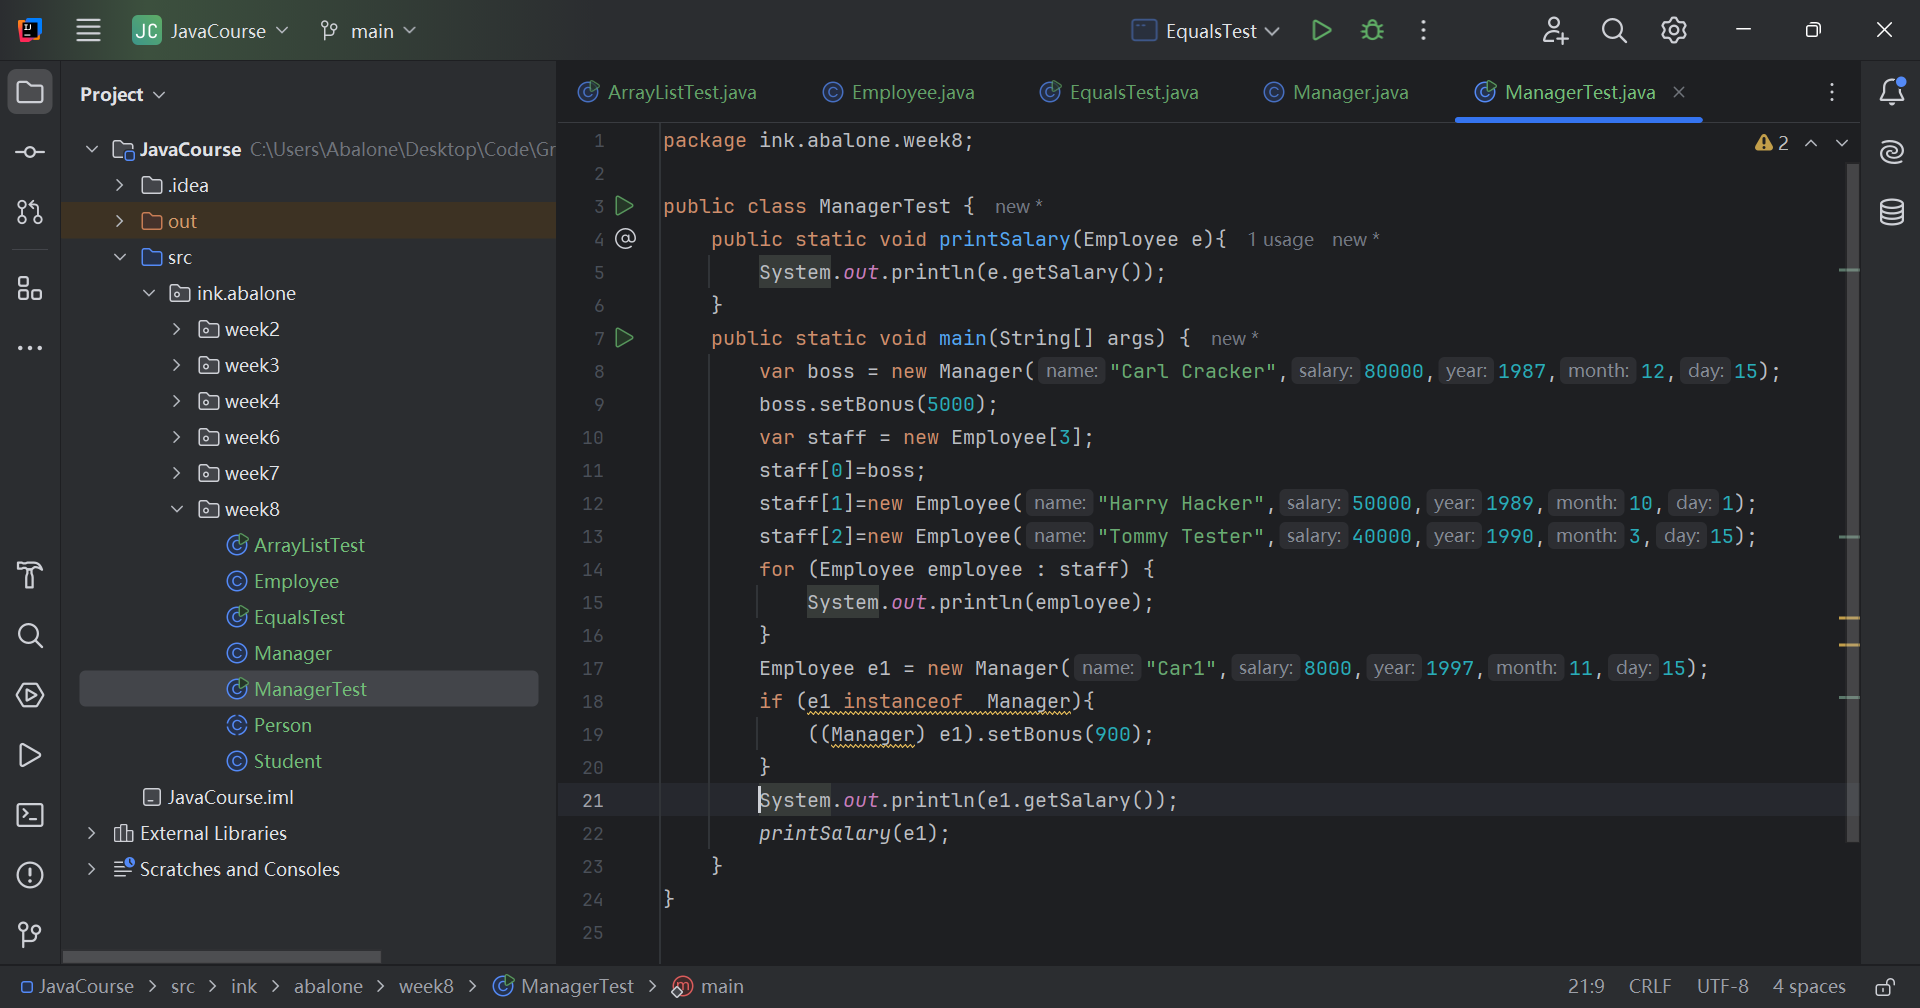 JC JavaCourse main EqualsTest
Project
JavaCourse C:\Users\Abalone\Desktop\Code\Gr
.idea
out
src
ink.abalone
week2
week3
week4
week6
week7
week8
ArrayListTest
Employee
EqualsTest
Manager
ManagerTest
Person
Student
JavaCourse.iml
External Libraries
Scratches and Consoles
ArrayListTest.java Employee.java EqualsTest.java Manager.java ManagerTest.java
2
1 package ink.abalone.week8;
2
3 public class ManagerTest { new *
4 public static void printSalary(Employee e){ 1 usage new *
5 System.out.println(e.getSalary());
6 }
7 public static void main(String[] args) { new *
8 var boss = new Manager( name: "Carl Cracker", salary: 80000, year: 1987, month: 12, day: 15);
9 boss.setBonus(5000);
10 var staff = new Employee[3];
11 staff[0]=boss;
12 staff[1]=new Employee( name: "Harry Hacker", salary: 50000, year: 1989, month: 10, day: 1);
13 staff[2]=new Employee( name: "Tommy Tester", salary: 40000, year: 1990, month: 3, day: 15);
14 for (Employee employee : staff) {
15 System.out.println(employee);
16 }
17 Employee e1 = new Manager( name: "Car1", salary: 8000, year: 1997, month: 11, day: 15);
18 if (e1 instanceof  Manager){
19 ((Manager) e1).setBonus(900);
20 }
21 System.out.println(e1.getSalary());
22 printSalary(e1);
23 }
24 }
25
JavaCourse > src > ink > abalone > week8 > ManagerTest > main 21:9 CRLF UTF-8 4 spaces